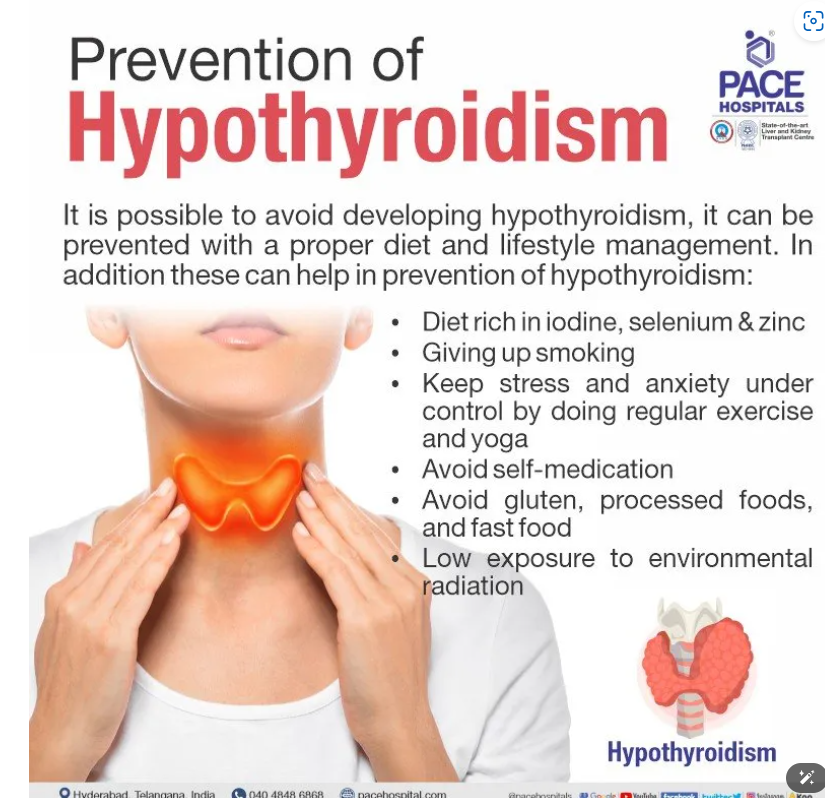 Prevention of
Hypothyroidism
PACE
HOSPITALS
State-of-the-art
Liver and Kidney
Transplant Centre
It is possible to avoid developing hypothyroidism, it can be
prevented with a proper diet and lifestyle management. In
addition these can help in prevention of hypothyroidism:
• Diet rich in iodine, selenium & zinc
• Giving up smoking
• Keep stress and anxiety under
control by doing regular exercise
and yoga
• Avoid self-medication
• Avoid gluten, processed foods,
and fast food
• Low exposure to environmental
radiation
Hypothyroidism
Hyderabad, Telangana, India 040 4848 6868 pacehospital.com @pacehospitals Google YouTube Facebook twitter Instagram Koo